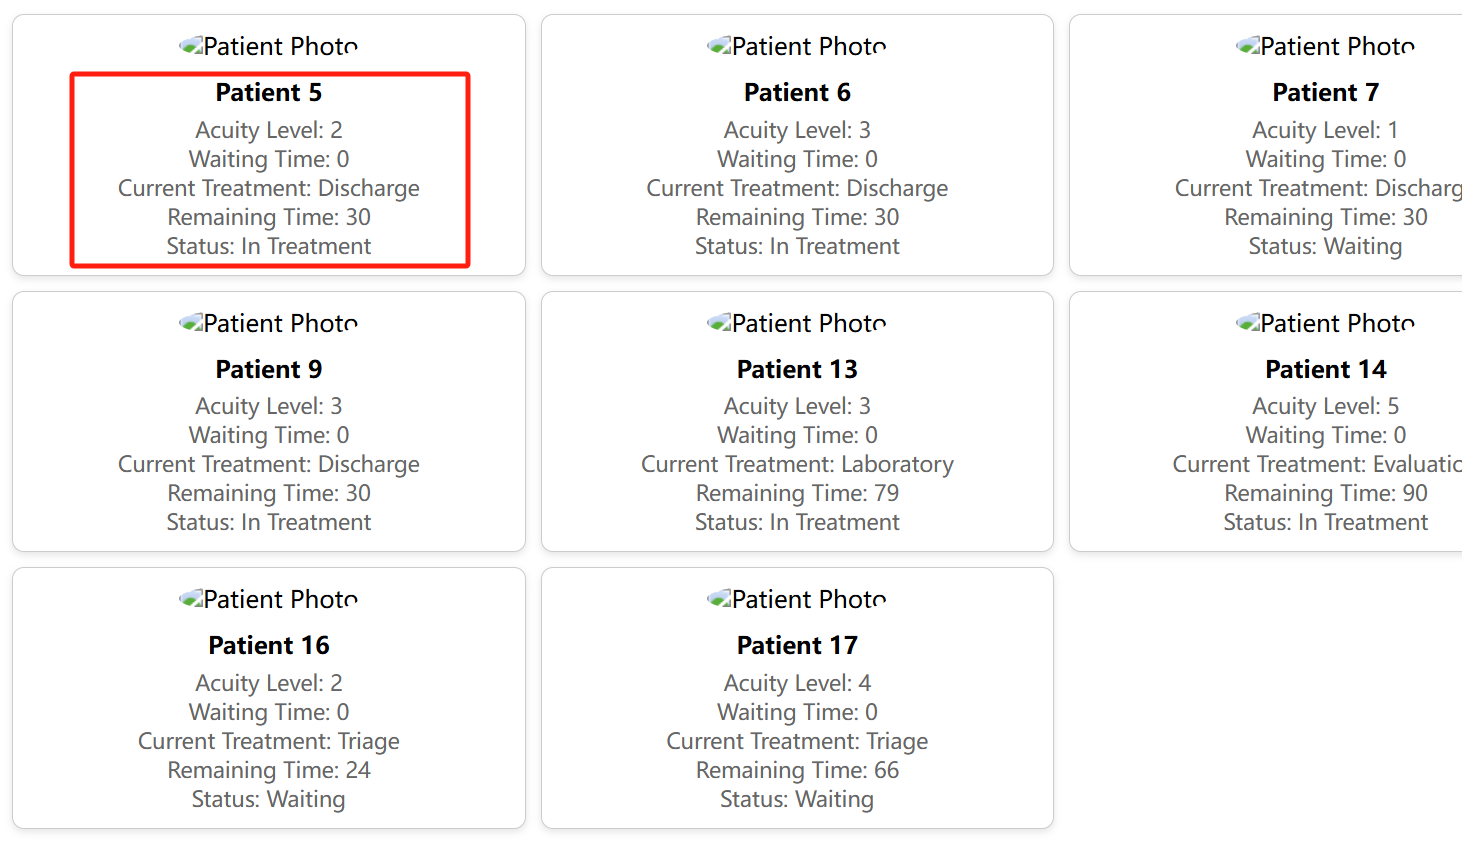 Patient Photo
Patient 5
Acuity Level: 2
Waiting Time: 0
Current Treatment: Discharge
Remaining Time: 30
Status: In Treatment
Patient Photo
Patient 6
Acuity Level: 3
Waiting Time: 0
Current Treatment: Discharge
Remaining Time: 30
Status: In Treatment
Patient Photo
Patient 7
Acuity Level: 1
Waiting Time: 0
Current Treatment: Discharg
Remaining Time: 30
Status: Waiting
Patient Photo
Patient 9
Acuity Level: 3
Waiting Time: 0
Current Treatment: Discharge
Remaining Time: 30
Status: In Treatment
Patient Photo
Patient 13
Acuity Level: 3
Waiting Time: 0
Current Treatment: Laboratory
Remaining Time: 79
Status: In Treatment
Patient Photo
Patient 14
Acuity Level: 5
Waiting Time: 0
Current Treatment: Evaluatio
Remaining Time: 90
Status: In Treatment
Patient Photo
Patient 16
Acuity Level: 2
Waiting Time: 0
Current Treatment: Triage
Remaining Time: 24
Status: Waiting
Patient Photo
Patient 17
Acuity Level: 4
Waiting Time: 0
Current Treatment: Triage
Remaining Time: 66
Status: Waiting